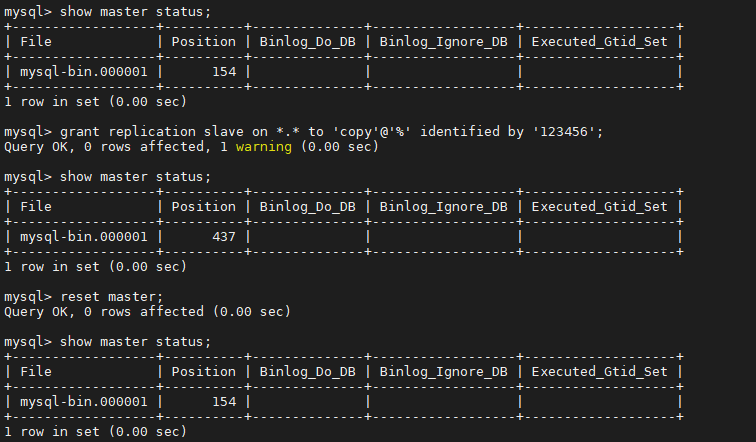 mysql> show master status;
+------------------+----------+--------------+------------------+-------------------+
| File             | Position | Binlog_Do_DB | Binlog_Ignore_DB | Executed_Gtid_Set |
+------------------+----------+--------------+------------------+-------------------+
| mysql-bin.000001 |      154 |              |                  |                   |
+------------------+----------+--------------+------------------+-------------------+
1 row in set (0.00 sec)
mysql> grant replication slave on *.* to 'copy'@'%' identified by '123456';
Query OK, 0 rows affected, 1 warning (0.00 sec)
mysql> show master status;
+------------------+----------+--------------+------------------+-------------------+
| File             | Position | Binlog_Do_DB | Binlog_Ignore_DB | Executed_Gtid_Set |
+------------------+----------+--------------+------------------+-------------------+
| mysql-bin.000001 |      437 |              |                  |                   |
+------------------+----------+--------------+------------------+-------------------+
1 row in set (0.00 sec)
mysql> reset master;
Query OK, 0 rows affected (0.00 sec)
mysql> show master status;
+------------------+----------+--------------+------------------+-------------------+
| File             | Position | Binlog_Do_DB | Binlog_Ignore_DB | Executed_Gtid_Set |
+------------------+----------+--------------+------------------+-------------------+
| mysql-bin.000001 |      154 |              |                  |                   |
+------------------+----------+--------------+------------------+-------------------+
1 row in set (0.00 sec)